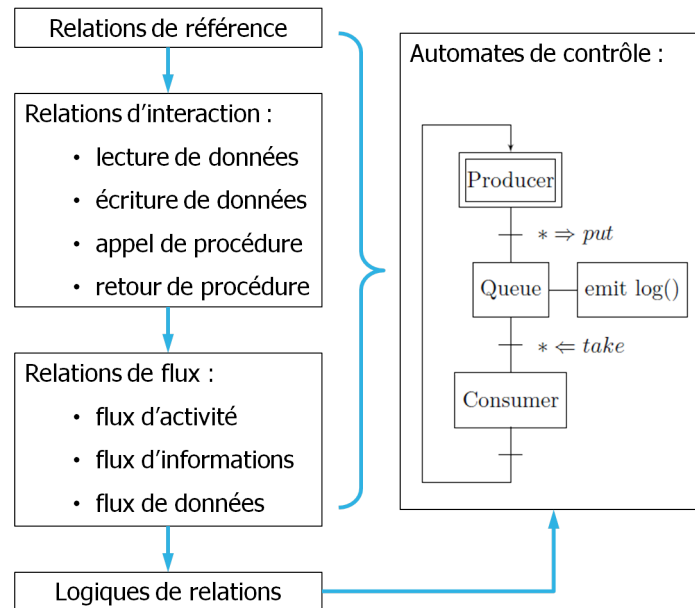 Relations de référence
Relations d’interaction :
• lecture de données
• écriture de données
• appel de procédure
• retour de procédure
Relations de flux :
• flux d’activité
• flux d’informations
• flux de données
Logiques de relations
Automates de contrôle :
Producer
∗ ⇒ put
Queue
emit log()
∗ ⇐ take
Consumer